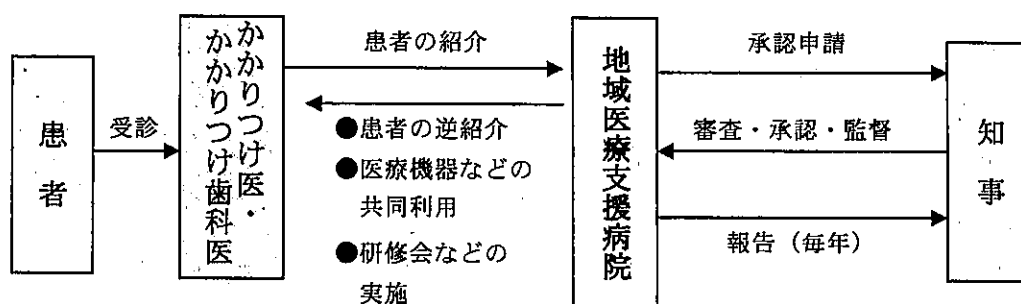 患者
受診
かかりつけ医・
かかりつけ歯科医
患者の紹介
●患者の逆紹介
●医療機器などの
共同利用
●研修会などの
実施
地域医療支援病院
承認申請
審査・承認・監督
報告（毎年）
知事